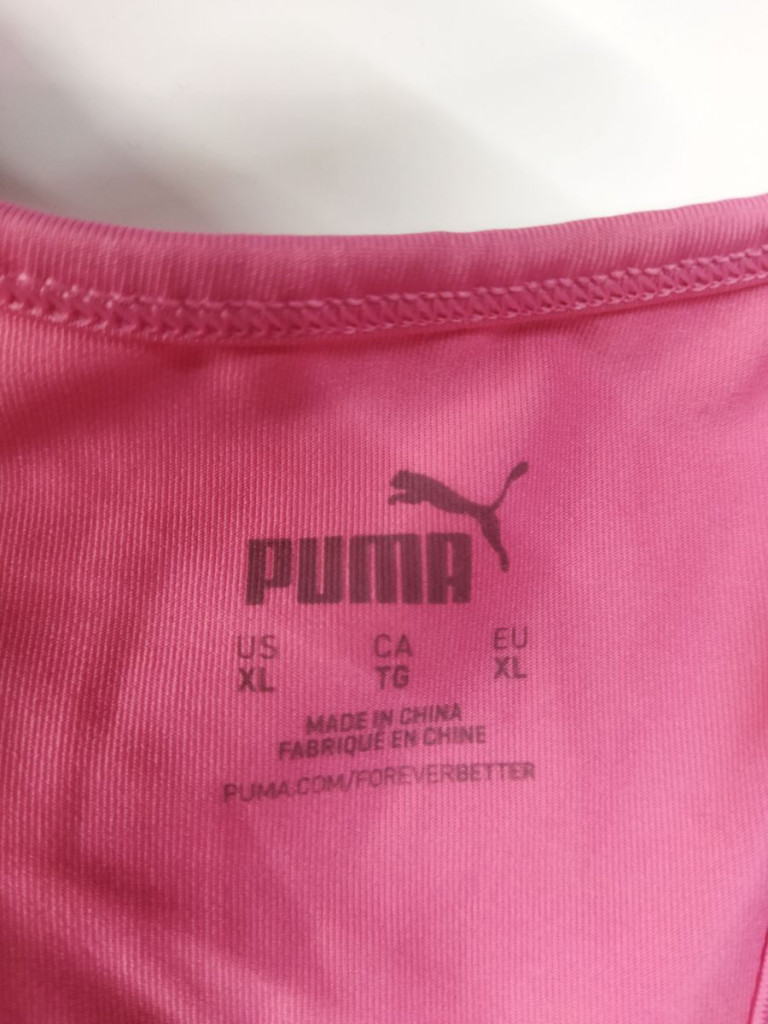 PUMA
US CA EU
XL TG XL
MADE IN CHINA
FABRIQUÉ EN CHINE
PUMA.COM/FOREVERBETTER